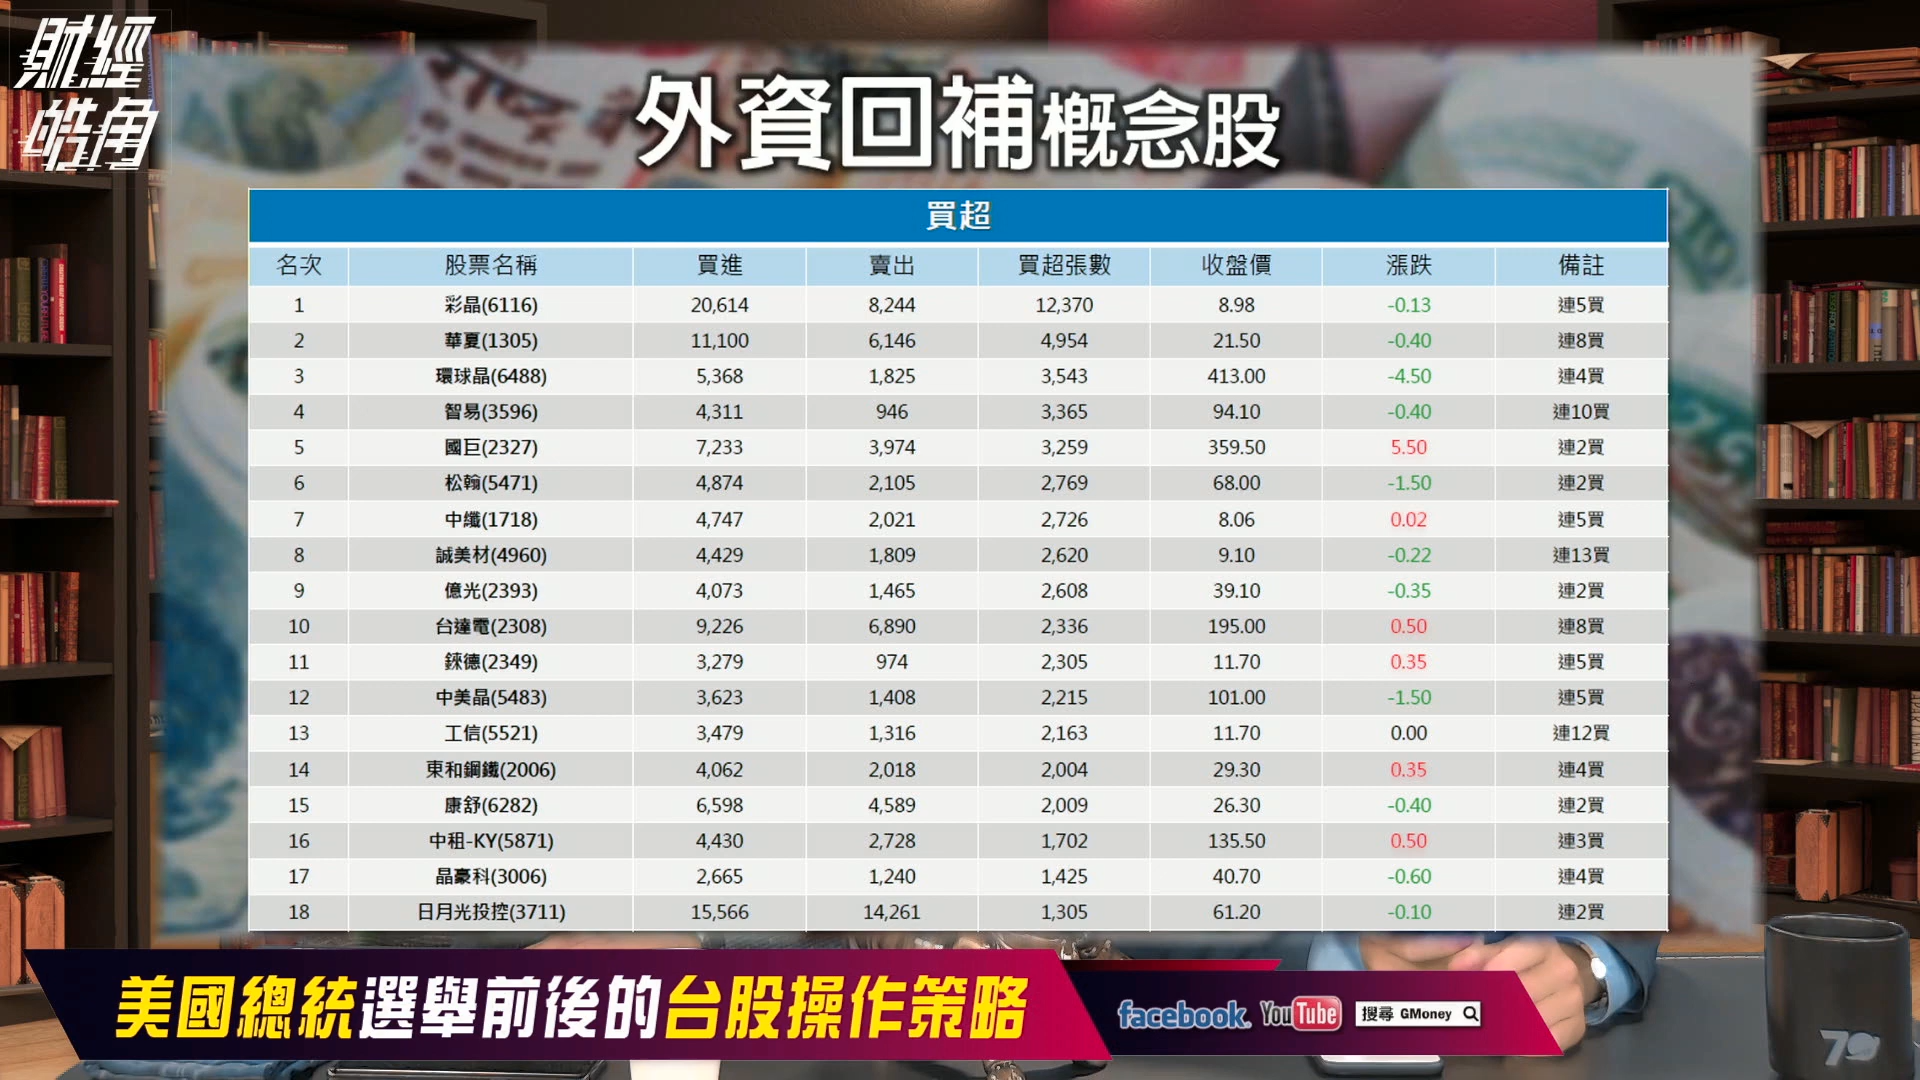 財經
皓角
外資回補概念股
買超
名次 股票名稱 買進 賣出 買超張數 收盤價 漲跌 備註
1 彩晶(6116) 20,614 8,244 12,370 8.98 -0.13 連5買
2 華夏(1305) 11,100 6,146 4,954 21.50 -0.40 連8買
3 環球晶(6488) 5,368 1,825 3,543 413.00 -4.50 連4買
4 智易(3596) 4,311 946 3,365 94.10 -0.40 連10買
5 國巨(2327) 7,233 3,974 3,259 359.50 5.50 連2買
6 松翰(5471) 4,874 2,105 2,769 68.00 -1.50 連2買
7 中纖(1718) 4,747 2,021 2,726 8.06 0.02 連5買
8 誠美材(4960) 4,429 1,809 2,620 9.10 -0.22 連13買
9 億光(2393) 4,073 1,465 2,608 39.10 -0.35 連2買
10 台達電(2308) 9,226 6,890 2,336 195.00 0.50 連8買
11 錸德(2349) 3,279 974 2,305 11.70 0.35 連5買
12 中美晶(5483) 3,623 1,408 2,215 101.00 -1.50 連5買
13 工信(5521) 3,479 1,316 2,163 11.70 0.00 連12買
14 東和鋼鐵(2006) 4,062 2,018 2,004 29.30 0.35 連4買
15 康舒(6282) 6,598 4,589 2,009 26.30 -0.40 連2買
16 中租-KY(5871) 4,430 2,728 1,702 135.50 0.50 連3買
17 晶豪科(3006) 2,665 1,240 1,425 40.70 -0.60 連4買
18 日月光投控(3711) 15,566 14,261 1,305 61.20 -0.10 連2買
美國總統選舉前後的台股操作策略
facebook. YouTube 搜尋 GMoney